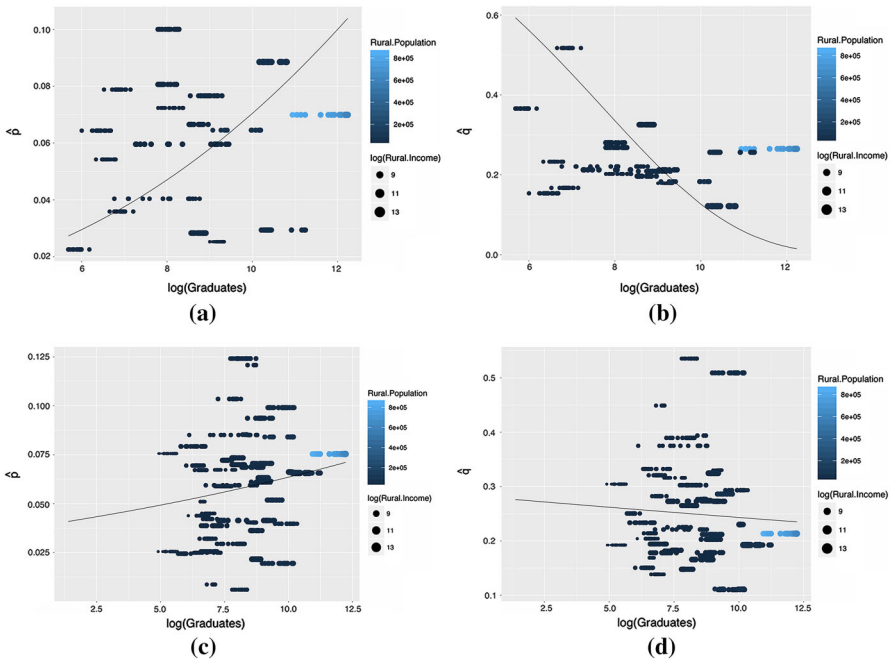 0.10
0.08
0.06
0.04
0.02
p̂
6
8
10
12
log(Graduates)
Rural.Population
8e+05
6e+05
4e+05
2e+05
log(Rural.Income)
9
11
13
(a)
0.6
0.4
0.2
0.0
q̂
6
8
10
12
log(Graduates)
Rural.Population
8e+05
6e+05
4e+05
2e+05
log(Rural.Income)
9
11
13
(b)
0.125
0.100
0.075
0.050
0.025
p̂
2.5
5.0
7.5
10.0
12.5
log(Graduates)
Rural.Population
8e+05
6e+05
4e+05
2e+05
log(Rural.Income)
9
11
13
(c)
0.5
0.4
0.3
0.2
0.1
q̂
2.5
5.0
7.5
10.0
12.5
log(Graduates)
Rural.Population
8e+05
6e+05
4e+05
2e+05
log(Rural.Income)
9
11
13
(d)